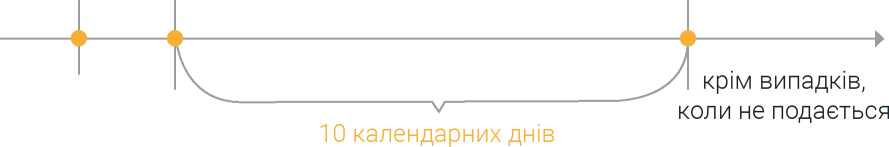 крім випадків,
коли не подається
10 календарних днів